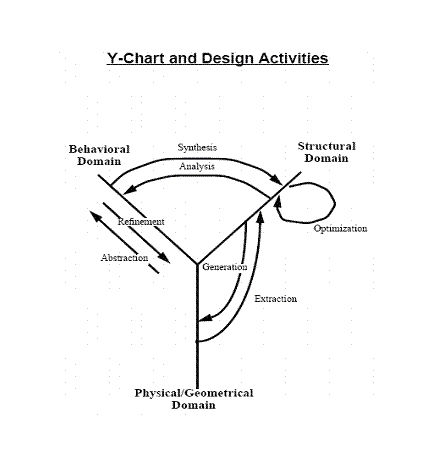 Y-Chart and Design Activities
Behavioral
Domain
Synthesis
Analysis
Structural
Domain
Refinement
Optimization
Abstraction
Generation
Extraction
Physical/Geometrical
Domain